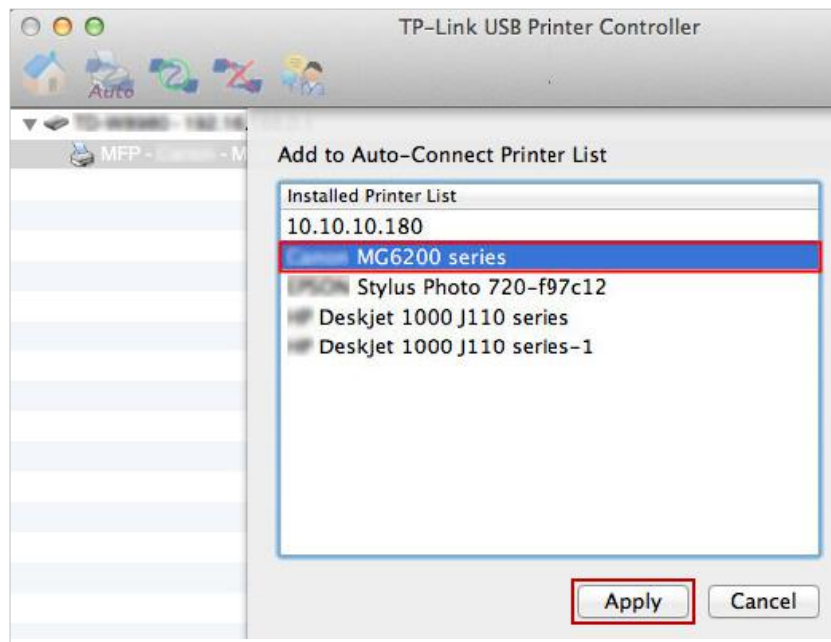 TP-Link USB Printer Controller
Auto
MFP -
Add to Auto-Connect Printer List
Installed Printer List
10.10.10.180
MG6200 series
Stylus Photo 720-f97c12
Deskjet 1000 J110 series
Deskjet 1000 J110 series-1
Apply
Cancel